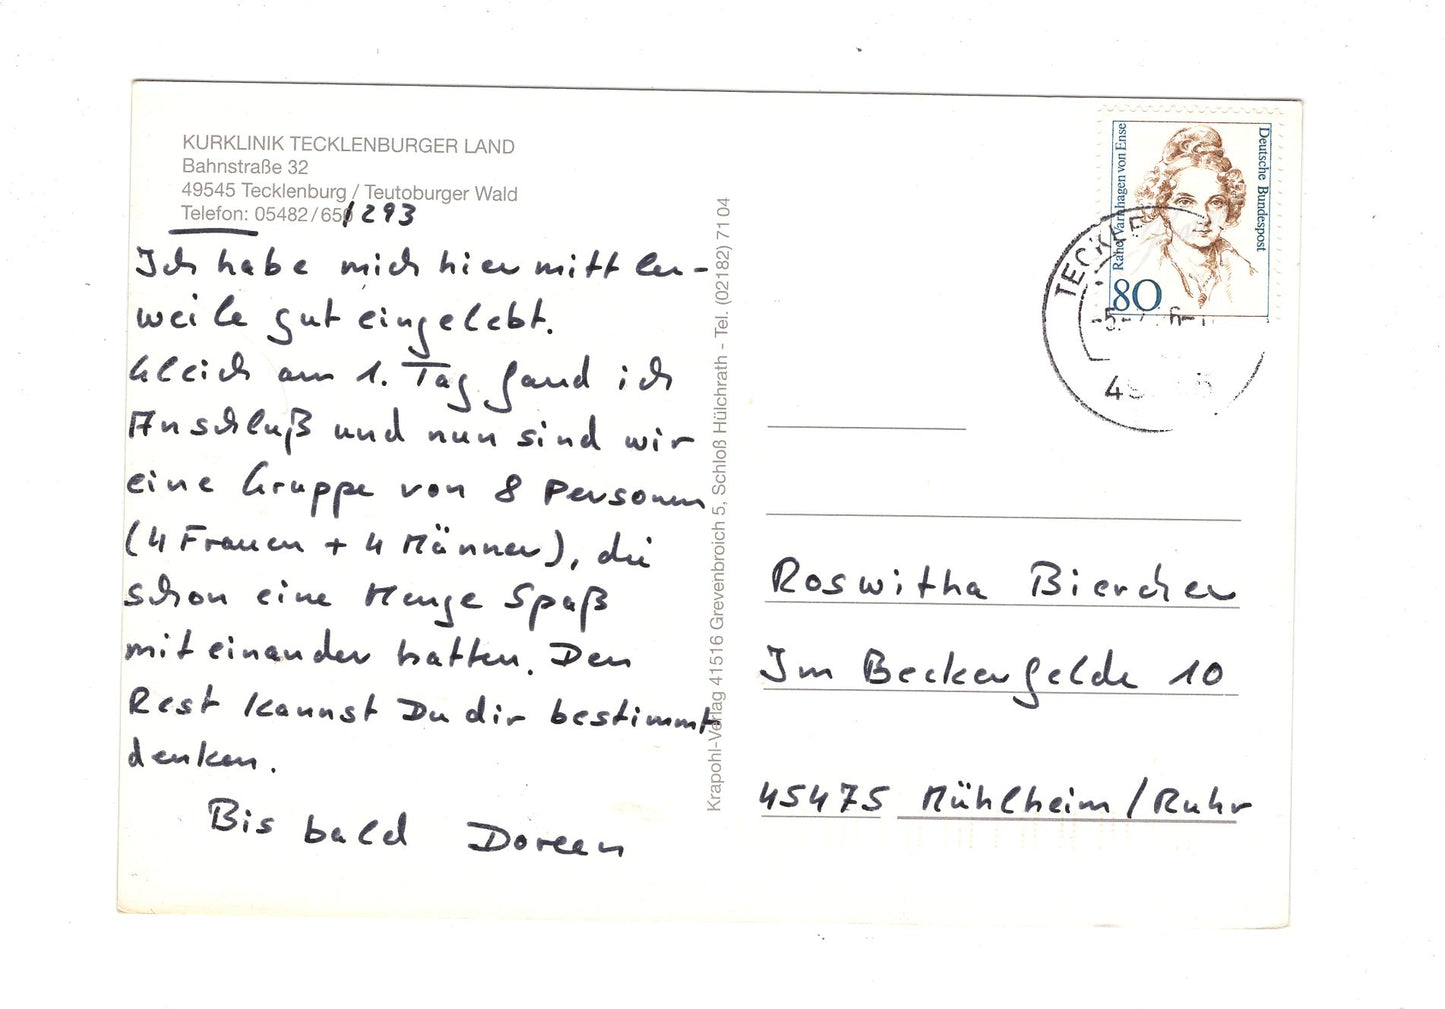 KURKLINIK TECKLENBURGER LAND
Bahnstraße 32
49545 Tecklenburg / Teutoburger Wald
Telefon: 05482/650/293
Ich habe mich hier mittler-
weile gut eingelebt.
Gleich am 1. Tag fand ich
Anschluß und nun sind wir
eine Gruppe von 8 Personen
(4 Frauen + 4 Männer), die
schon eine Menge Spaß
miteinander hatten. Den
Rest kannst Du dir bestimmt
denken.
Bis bald Doreen
Krapohl-Verlag 41516 Grevenbroich 5, Schloß Hülchrath - Tel. (02182) 71 04
Rahel Varnhagen von Ense
Deutsche Bundespost
80
Roswitha Biercher
Im Beckerfelde 10
45475 Mühlheim/Ruhr